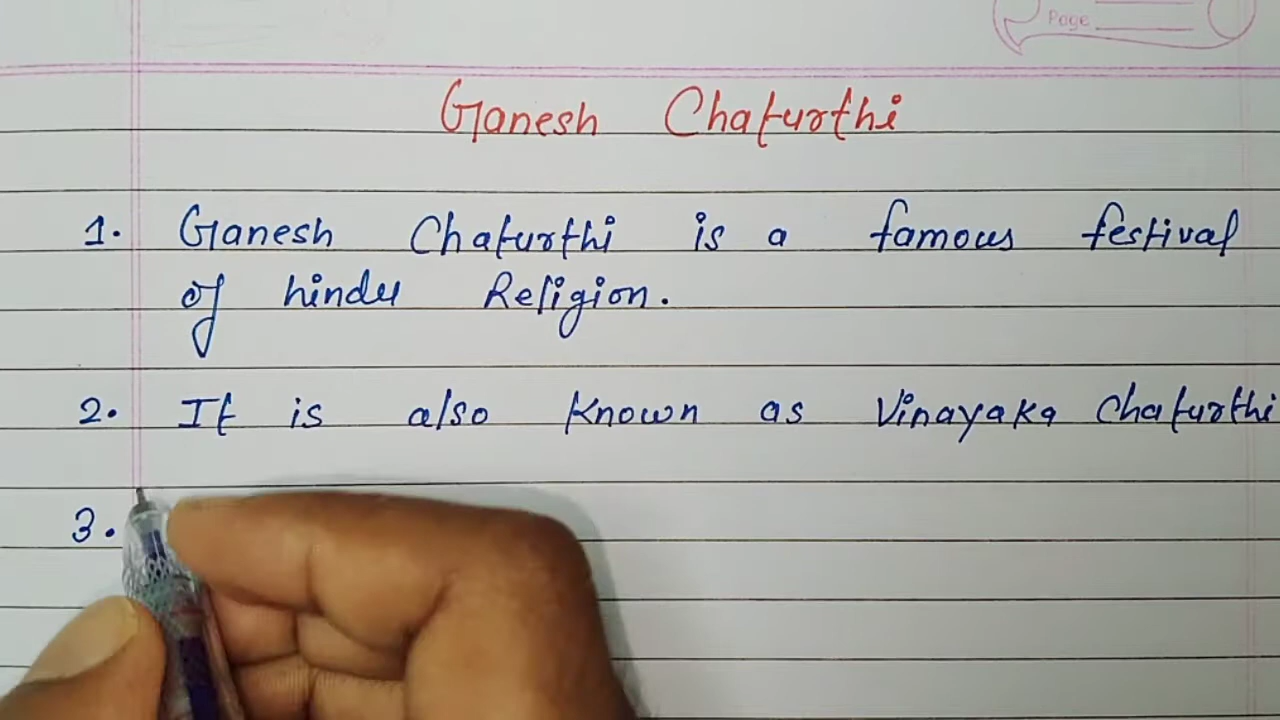 Page
Ganesh Chaturthi
1. Ganesh Chaturthi is a famous festival
of hindu Religion.
2. It is also Known as Vinayaka Chaturthi
3.